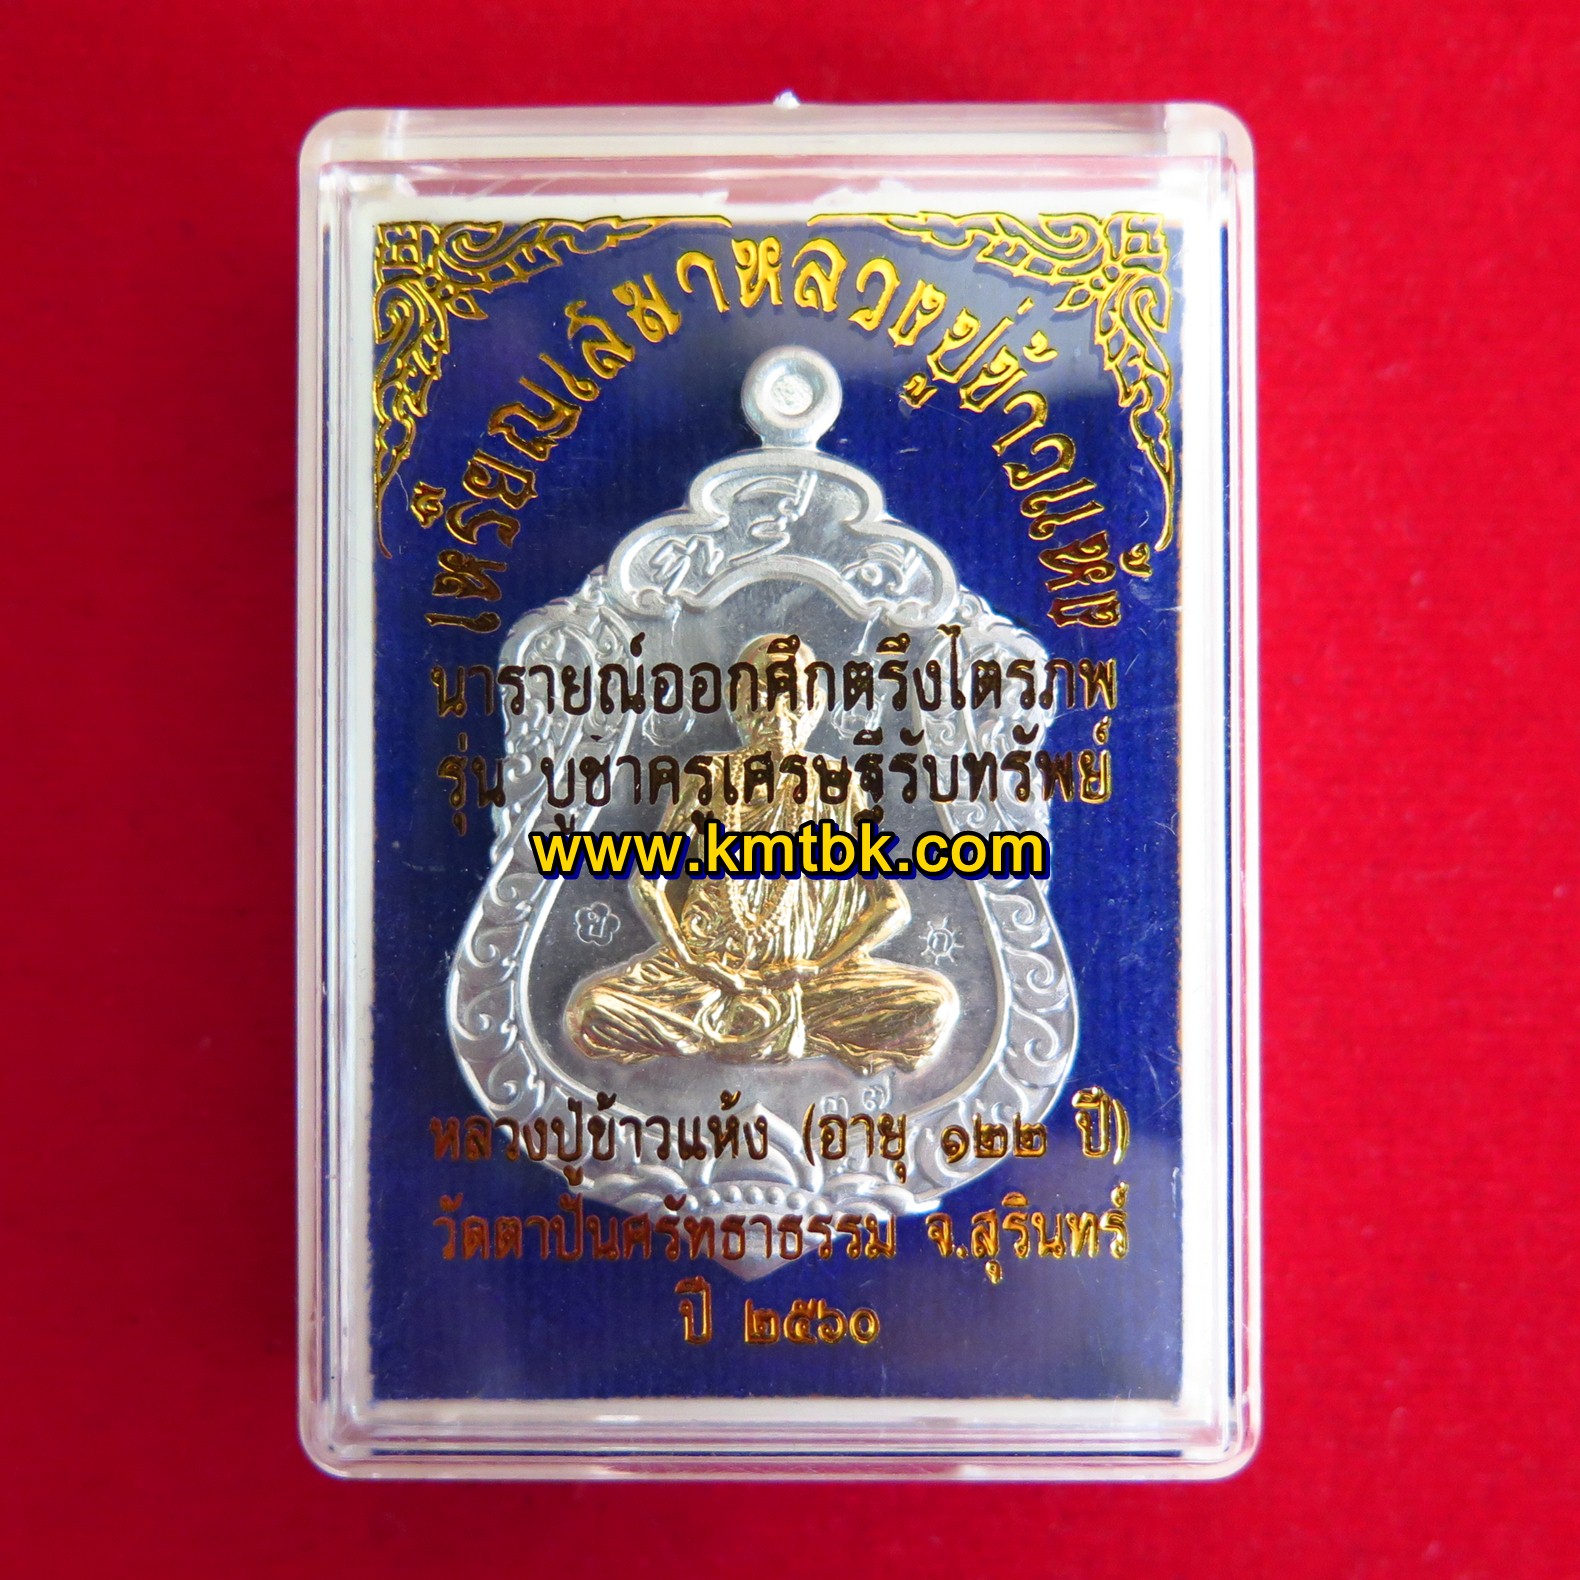 เหรียญเสมาหลวงปู่ข้าวแห้ง
นารายณ์ออกศึกตรึงไตรภพ
รุ่น บูชาครูเศรษฐีรับทรัพย์
www.kmtbk.com
หลวงปู่ข้าวแห้ง (อายุ ๑๒๒ ปี)
วัดตาปันศรัทธาธรรม จ.สุรินทร์
ปี ๒๕๖๐